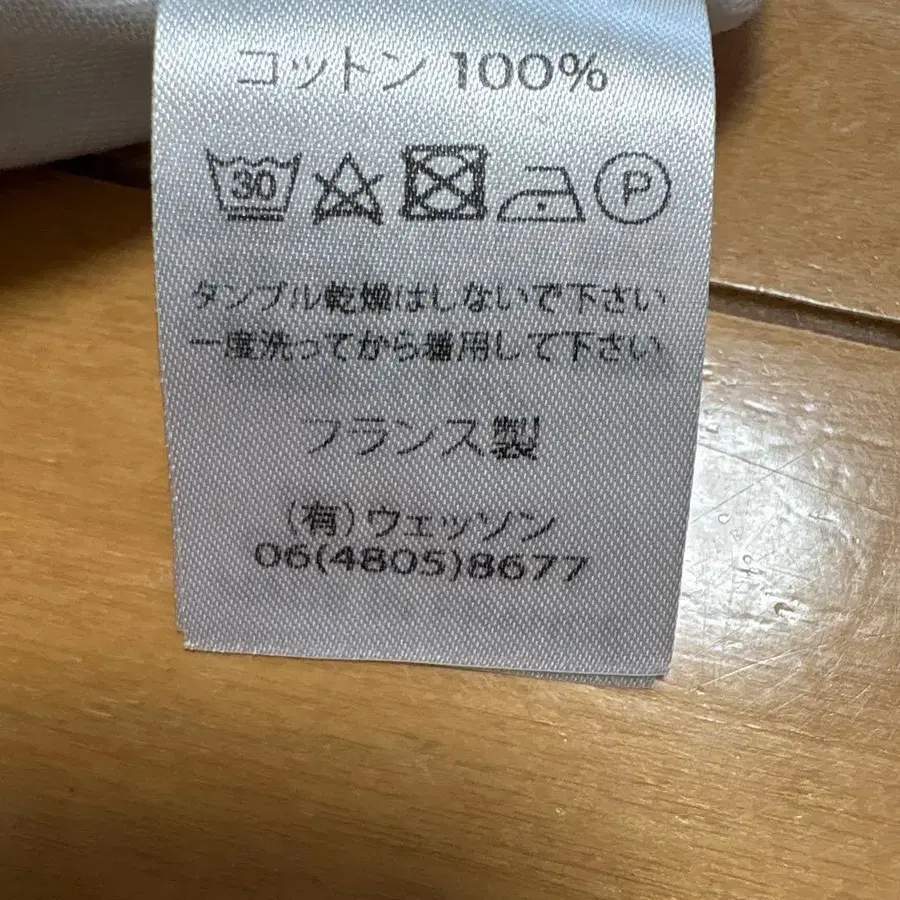 コットン 100%
30 P
タンブル乾燥はしないで下さい
一度洗ってから着用して下さい
フランス製
(有)ウェッソン
06(4805)8677